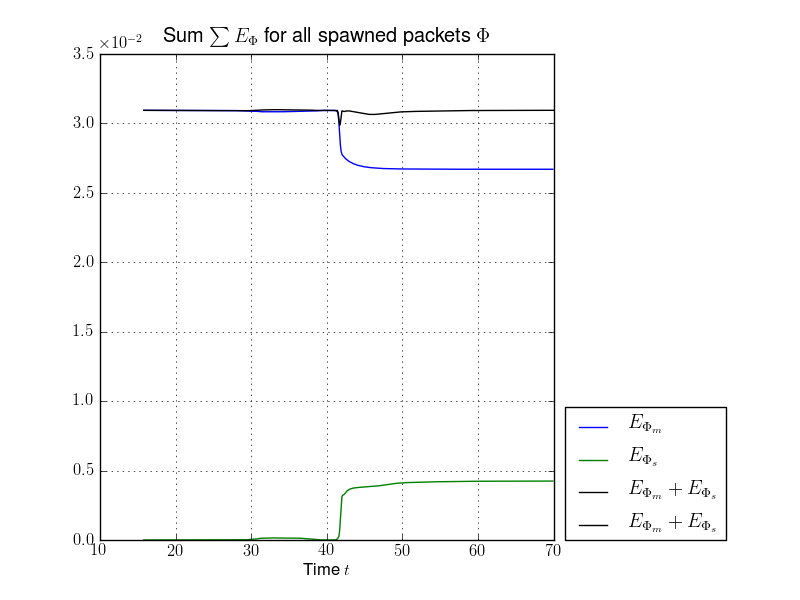 Sum ∑ E_Φ for all spawned packets Φ
×10⁻²
3.5
3.0
2.5
2.0
1.5
1.0
0.5
0.0
10 20 30 40 50 60 70
Time t
E_{Φ_m}
E_{Φ_s}
E_{Φ_m} + E_{Φ_s}
E_{Φ_m} + E_{Φ_s}